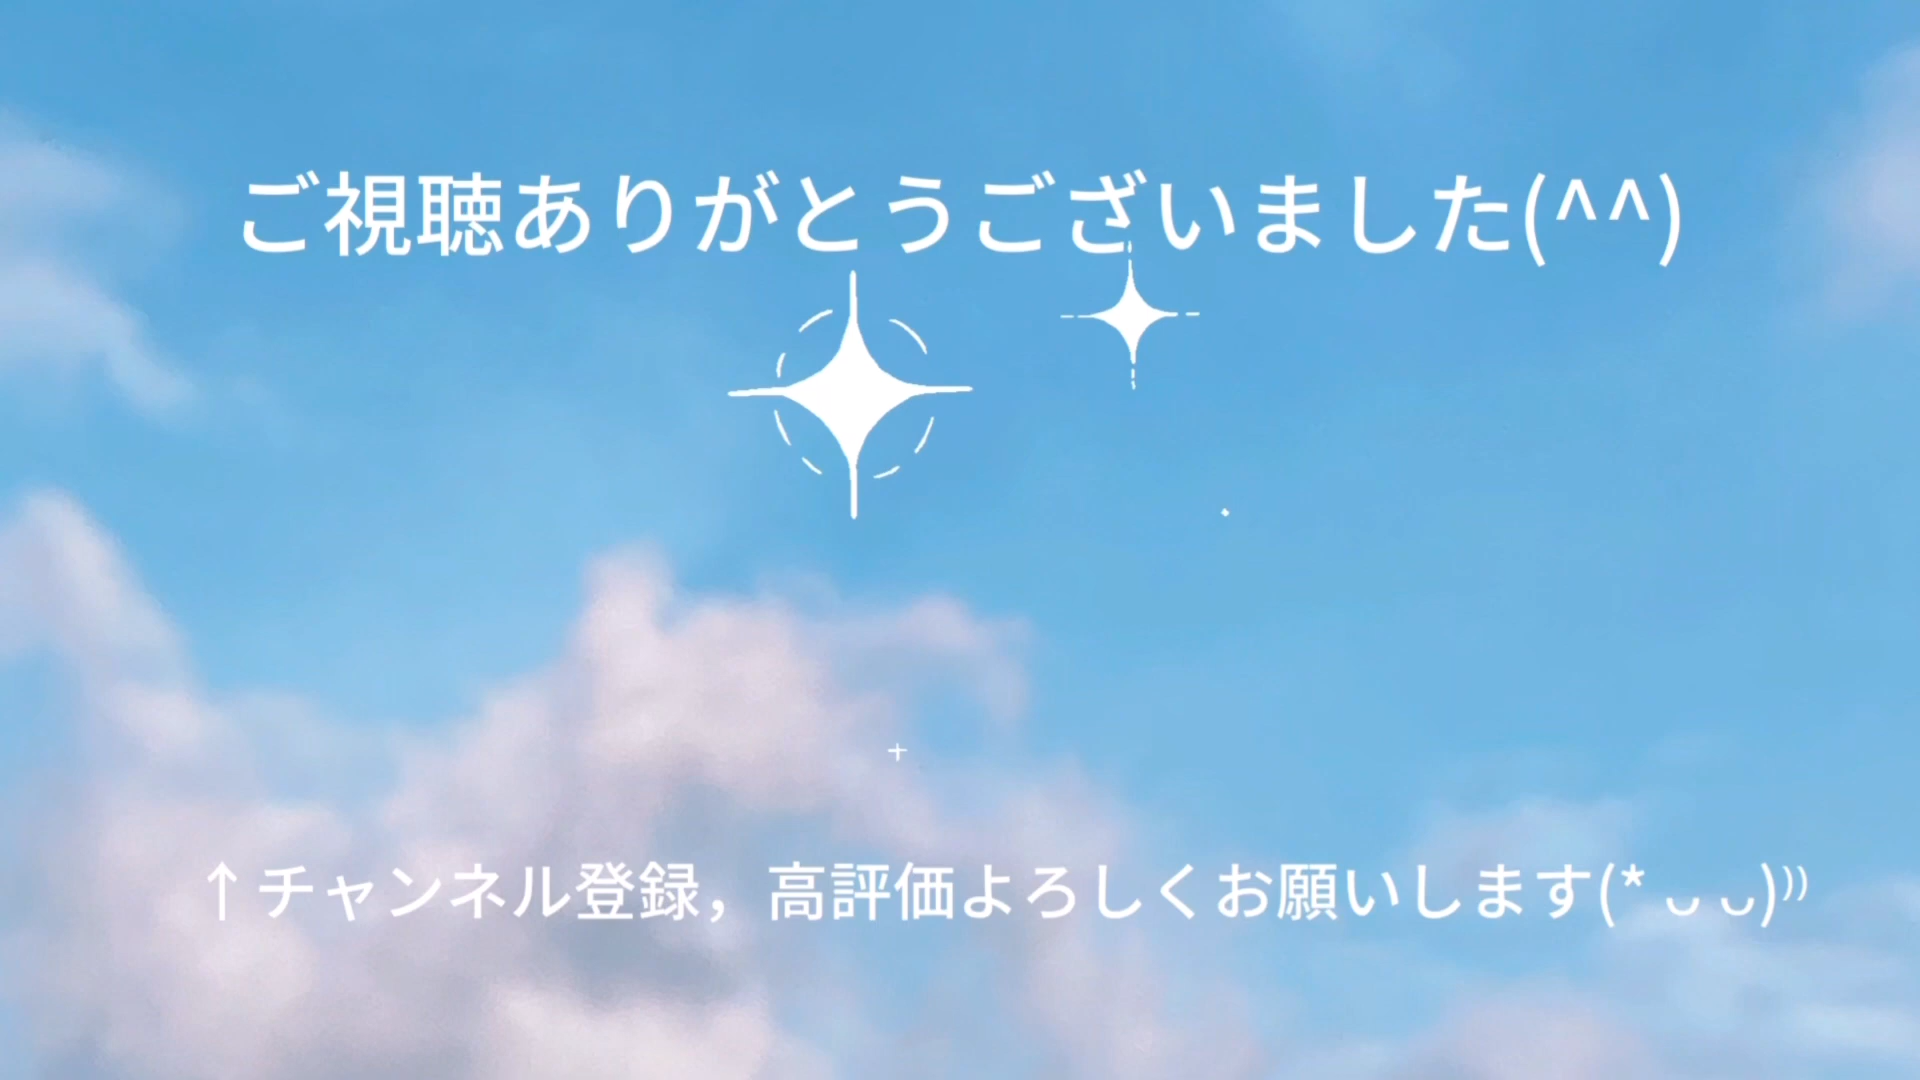 ご視聴ありがとうございました(^^)
↑チャンネル登録，高評価よろしくお願いします(* ᴗ ᴗ)⁾⁾